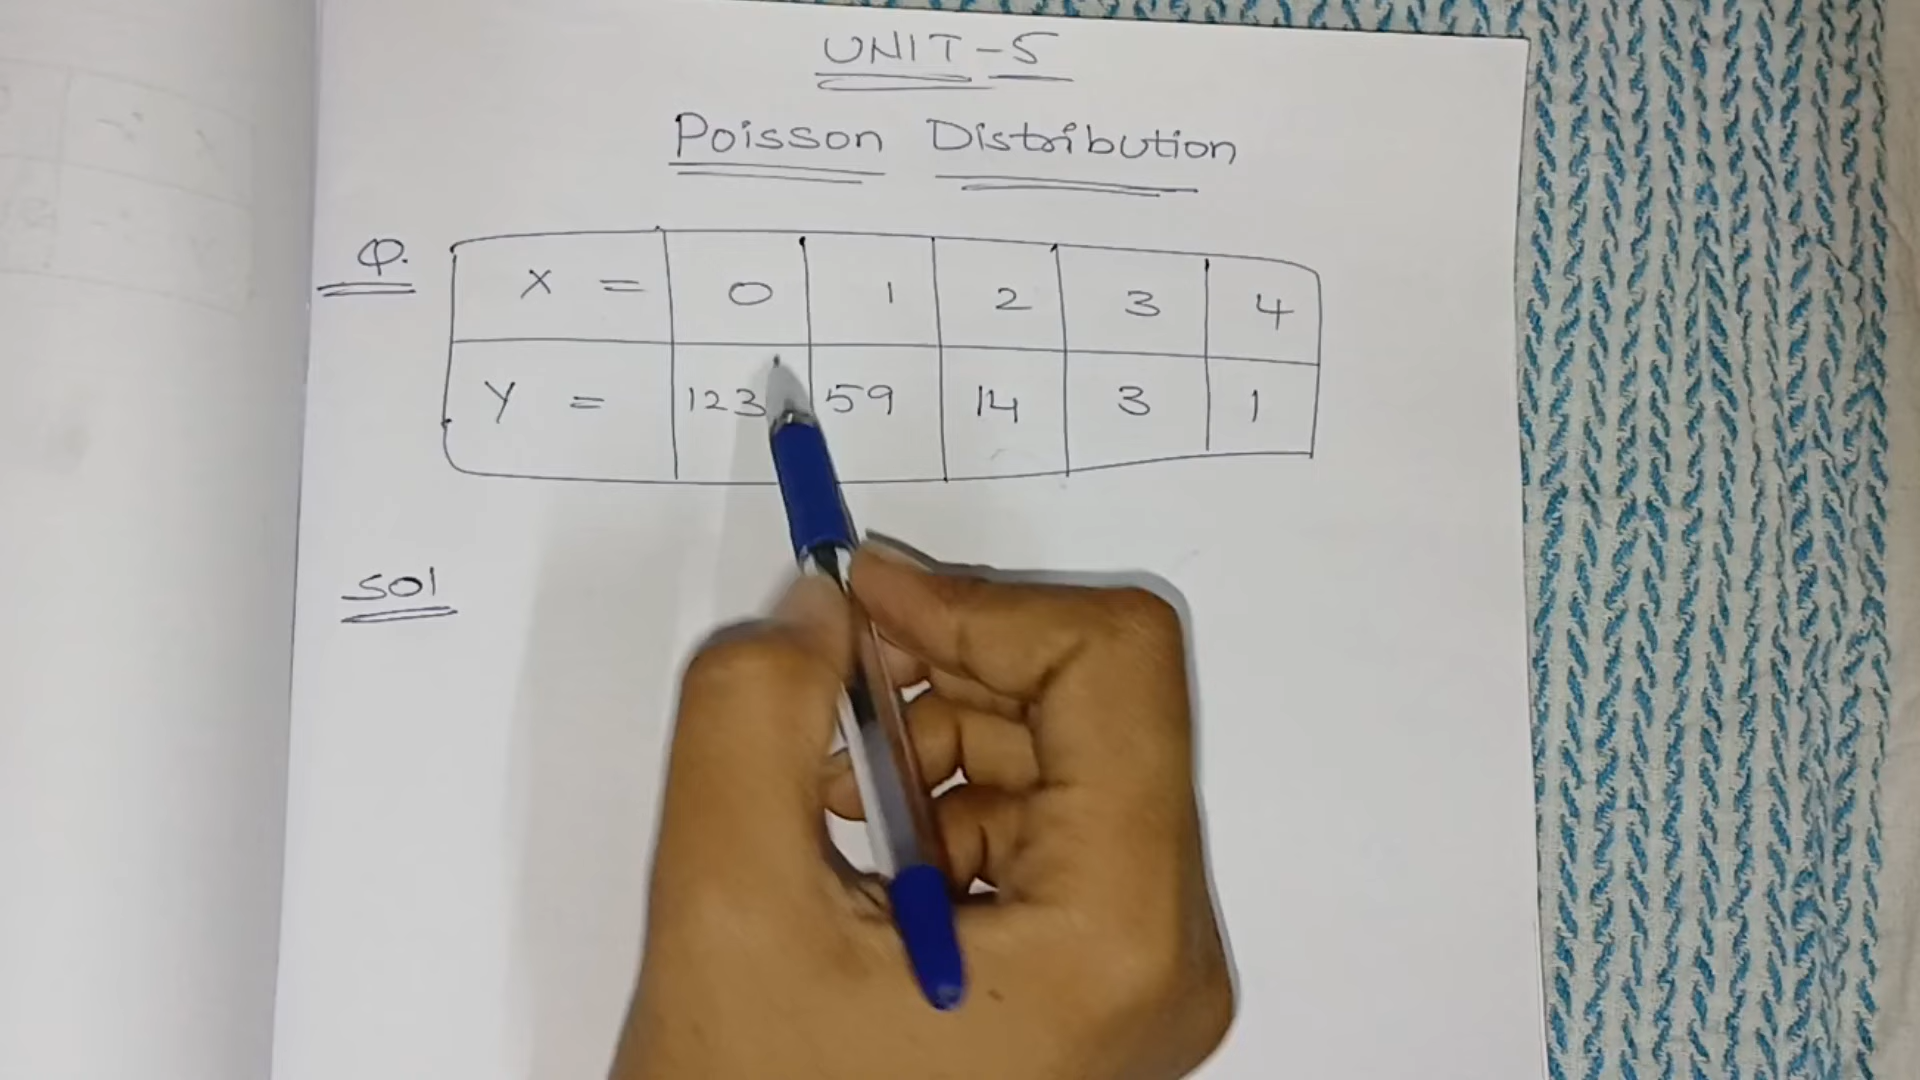 UNIT-5
Poisson Distribution
Q.
X = 0 1 2 3 4
Y = 123 59 14 3 1
Sol